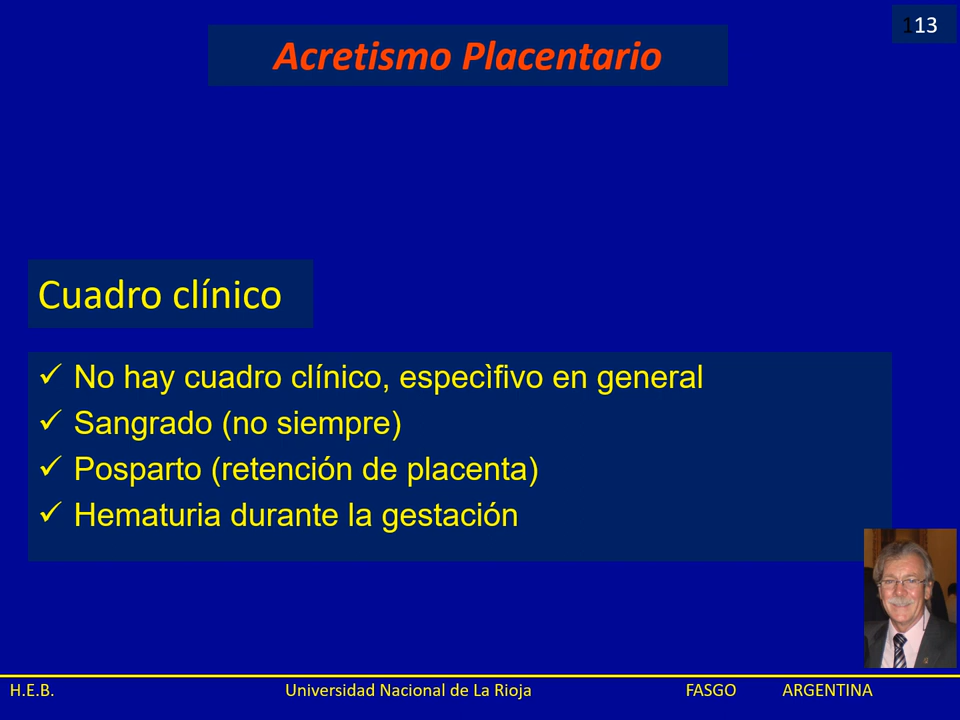 113
Acretismo Placentario
Cuadro clínico
✓ No hay cuadro clínico, especìfivo en general
✓ Sangrado (no siempre)
✓ Posparto (retención de placenta)
✓ Hematuria durante la gestación
H.E.B. Universidad Nacional de La Rioja FASGO ARGENTINA